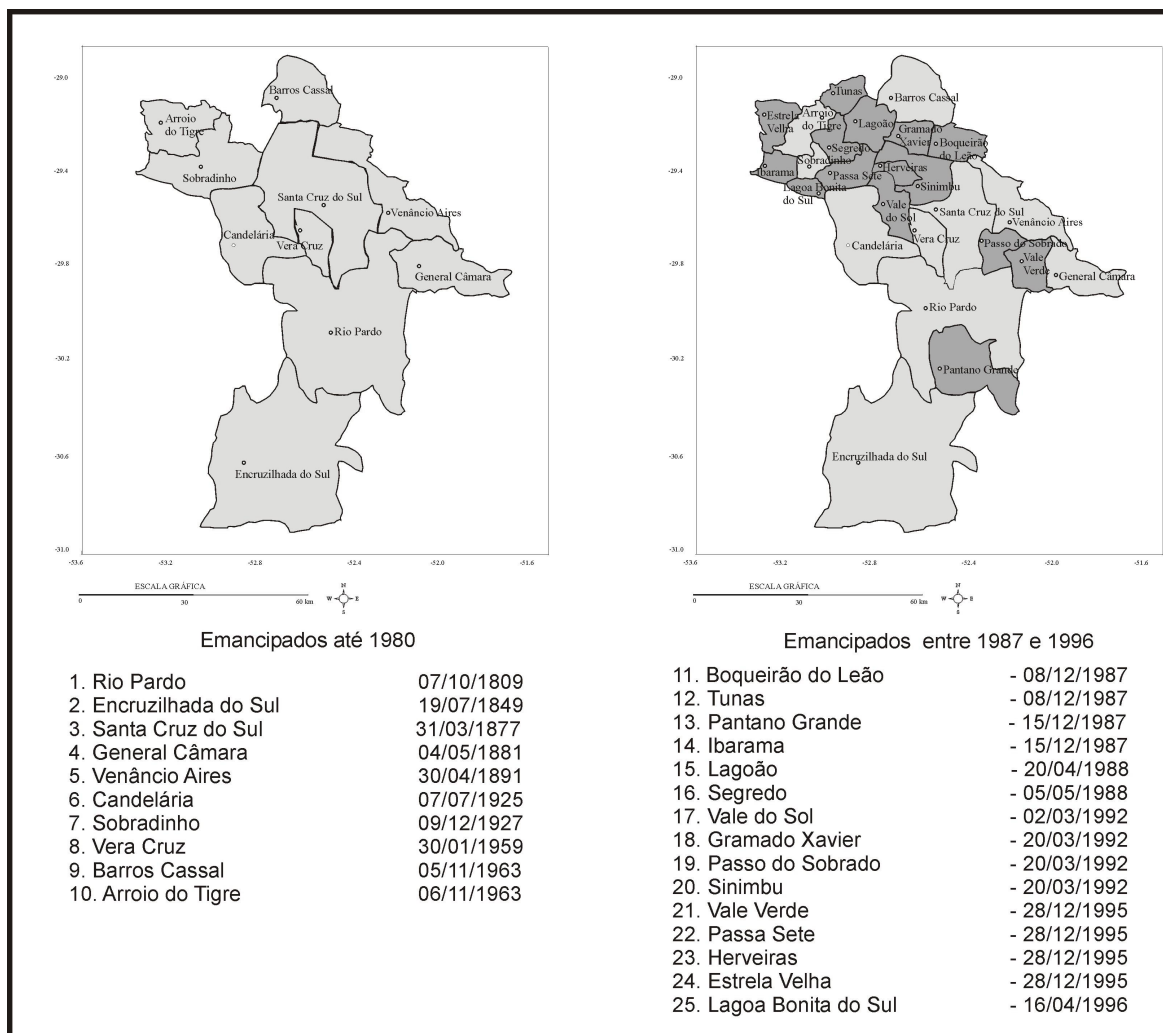 -29.0
-29.4
-29.8
-30.2
-30.6
-31.0
-53.6
-53.2
-52.8
-52.4
-52.0
-51.6
Barros Cassal
Arroio
do Tigre
Sobradinho
Santa Cruz do Sul
Venâncio Aires
Candelária
Vera Cruz
General Câmara
Rio Pardo
Encruzilhada do Sul
ESCALA GRÁFICA
0 30 60 km
N
W E
S
Emancipados até 1980
1. Rio Pardo 07/10/1809
2. Encruzilhada do Sul 19/07/1849
3. Santa Cruz do Sul 31/03/1877
4. General Câmara 04/05/1881
5. Venâncio Aires 30/04/1891
6. Candelária 07/07/1925
7. Sobradinho 09/12/1927
8. Vera Cruz 30/01/1959
9. Barros Cassal 05/11/1963
10. Arroio do Tigre 06/11/1963
-29.0
-29.4
-29.8
-30.2
-30.6
-31.0
-53.6
-53.2
-52.8
-52.4
-52.0
-51.6
Tunas
Barros Cassal
Estrela
Velha
Arroio
do Tigre
Lagoão
Gramado
Xavier
Boqueirão
do Leão
Segredo
Sobradinho
Ibarama
Passa Sete
Herveiras
Lagoa Bonita
do Sul
Sinimbu
Vale
do Sol
Santa Cruz do Sul
Venâncio Aires
Candelária
Vera Cruz
Passo do Sobrado
Vale
Verde
General Câmara
Rio Pardo
Pantano Grande
Encruzilhada do Sul
ESCALA GRÁFICA
0 30 60 km
N
W E
S
Emancipados entre 1987 e 1996
11. Boqueirão do Leão - 08/12/1987
12. Tunas - 08/12/1987
13. Pantano Grande - 15/12/1987
14. Ibarama - 15/12/1987
15. Lagoão - 20/04/1988
16. Segredo - 05/05/1988
17. Vale do Sol - 02/03/1992
18. Gramado Xavier - 20/03/1992
19. Passo do Sobrado - 20/03/1992
20. Sinimbu - 20/03/1992
21. Vale Verde - 28/12/1995
22. Passa Sete - 28/12/1995
23. Herveiras - 28/12/1995
24. Estrela Velha - 28/12/1995
25. Lagoa Bonita do Sul - 16/04/1996